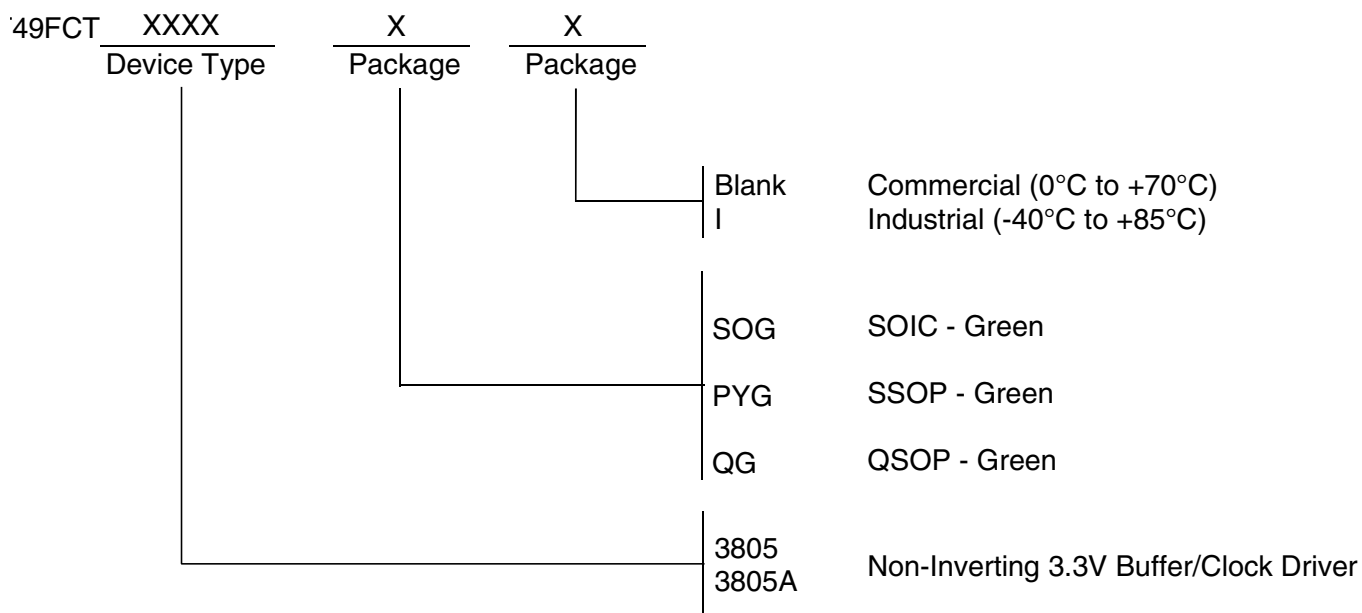 49FCT XXXX X X
Device Type Package Package
Blank Commercial (0°C to +70°C)
I Industrial (-40°C to +85°C)
SOG SOIC - Green
PYG SSOP - Green
QG QSOP - Green
3805
3805A
Non-Inverting 3.3V Buffer/Clock Driver